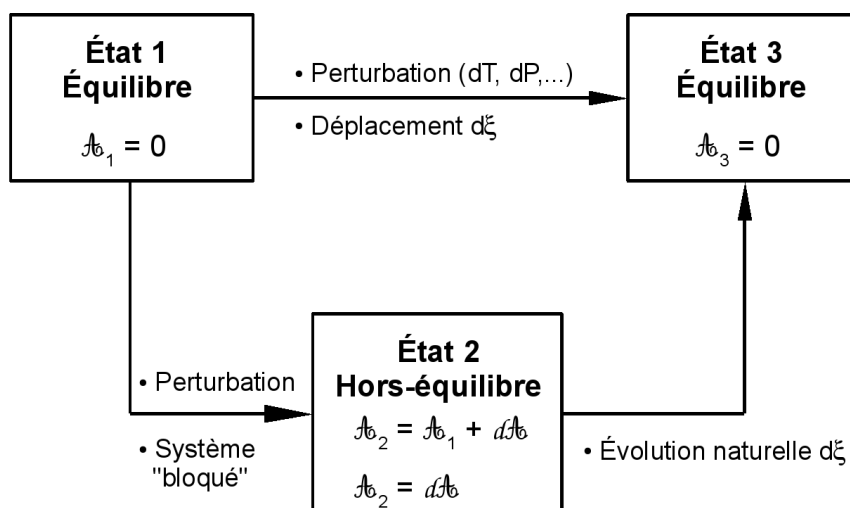 État 1
Équilibre
𝒜₁ = 0
• Perturbation (dT, dP,...)
• Déplacement dξ
État 3
Équilibre
𝒜₃ = 0
• Perturbation
• Système
"bloqué"
État 2
Hors-équilibre
𝒜₂ = 𝒜₁ + d𝒜
𝒜₂ = d𝒜
• Évolution naturelle dξ